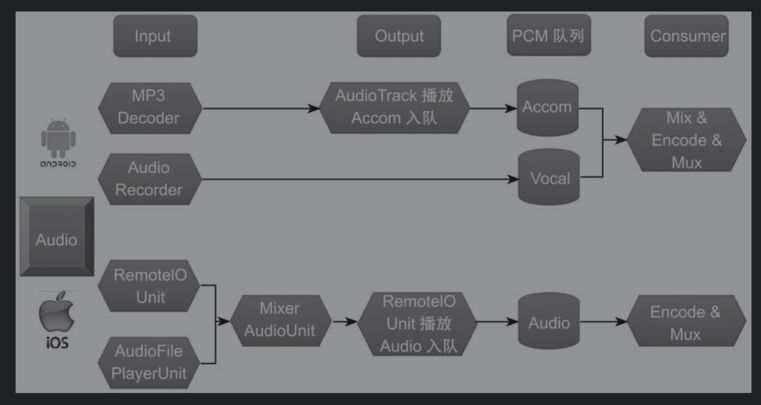 Input
Output
PCM 队列
Consumer
MP3
Decoder
AudioTrack 播放
Accom 入队
Accom
Mix &
Encode &
Mux
ANDROID
Audio
Recorder
Vocal
Audio
RemoteIO
Unit
Mixer
AudioUnit
RemoteIO
Unit 播放
Audio 入队
Audio
Encode &
Mux
iOS
AudioFile
PlayerUnit